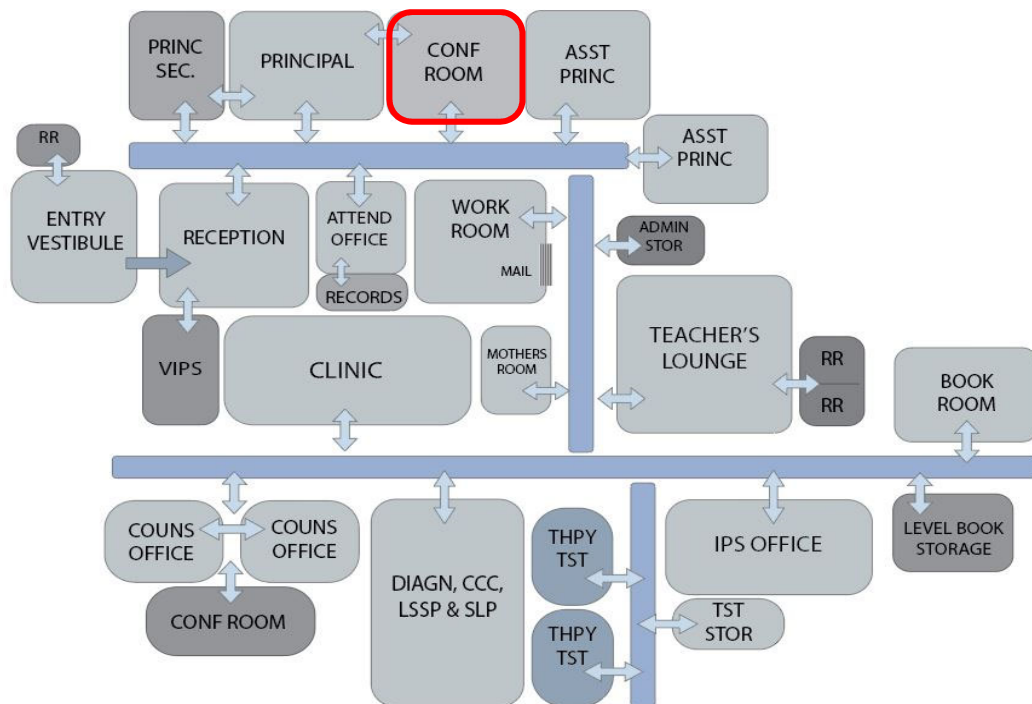 PRINC
SEC.
PRINCIPAL
CONF
ROOM
ASST
PRINC
ASST
PRINC
RR
ENTRY
VESTIBULE
RECEPTION
ATTEND
OFFICE
RECORDS
WORK
ROOM
MAIL
ADMIN
STOR
VIPS
CLINIC
MOTHERS
ROOM
TEACHER'S
LOUNGE
RR
RR
BOOK
ROOM
COUNS
OFFICE
COUNS
OFFICE
CONF ROOM
DIAGN, CCC,
LSSP & SLP
THPY
TST
THPY
TST
IPS OFFICE
TST
STOR
LEVEL BOOK
STORAGE